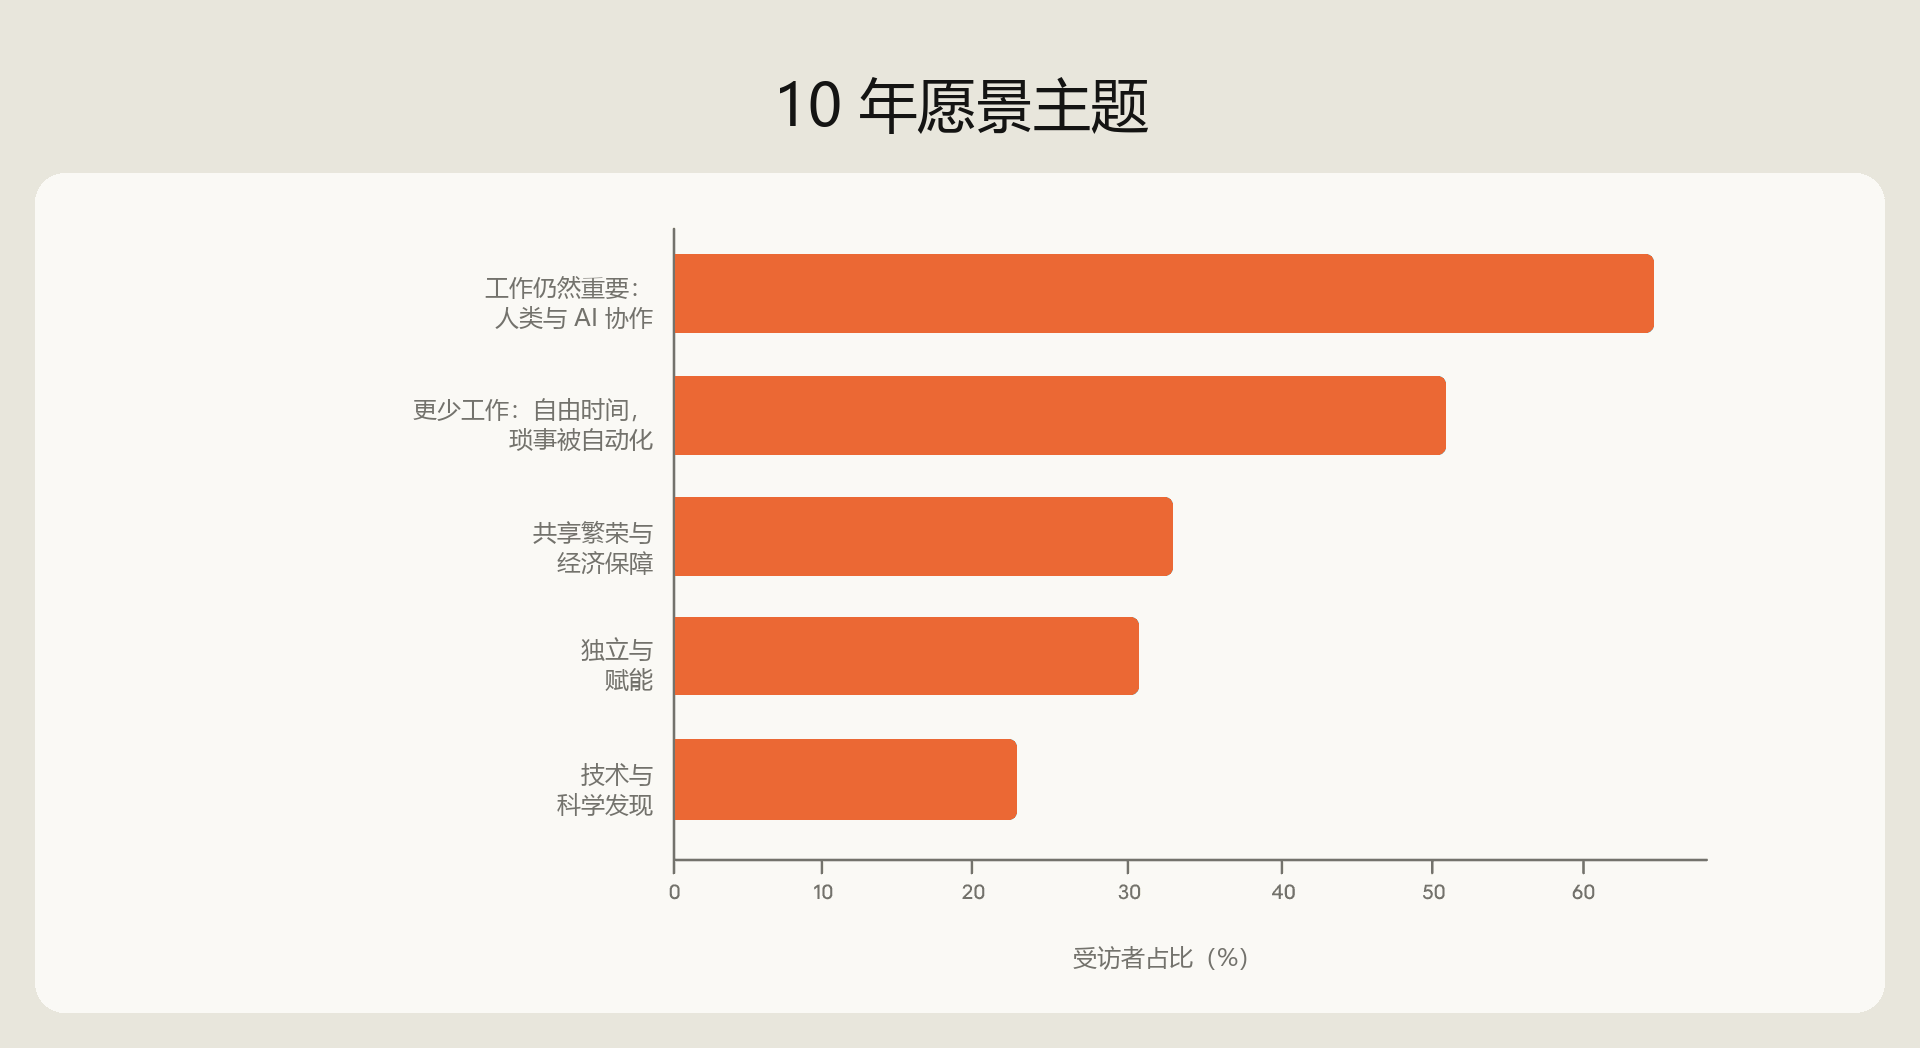 10 年愿景主题
工作仍然重要：
人类与 AI 协作
更少工作：自由时间，
琐事被自动化
共享繁荣与
经济保障
独立与
赋能
技术与
科学发现
0 10 20 30 40 50 60
受访者占比（%）